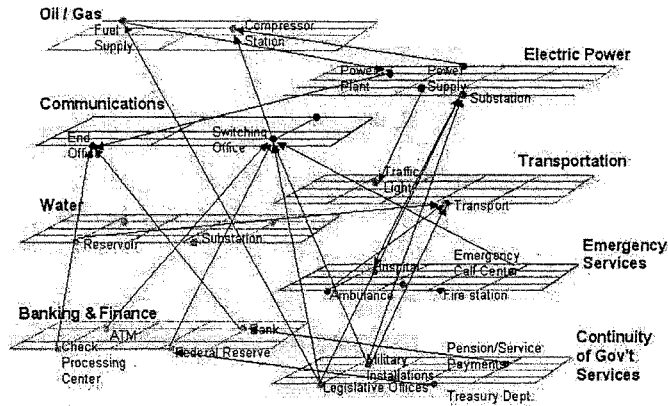 Oil / Gas
Fuel
Supply
Compressor
Station
Electric Power
Power
Plant
Power
Supply
Substation
Communications
End
Office
Switching
Office
Transportation
Traffic
Light
Transport
Water
Reservoir
Substation
Emergency
Services
Hospital
Emergency
Call Center
Ambulance
Fire station
Banking & Finance
ATM
Bank
Check
Processing
Center
Federal Reserve
Continuity
of Gov't
Services
Military
Installations
Pension/Service
Payments
Legislative Offices
Treasury Dept.